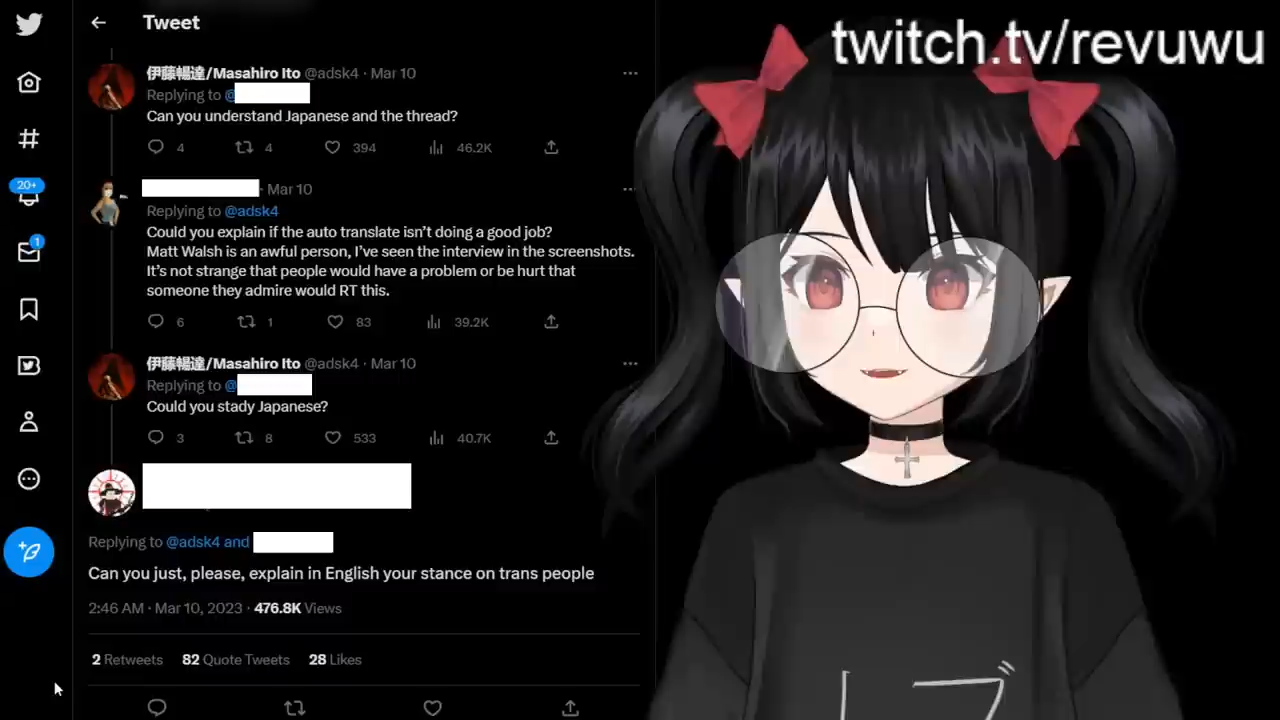 Tweet
twitch.tv/revuwu
伊藤暢達/Masahiro Ito @adsk4 · Mar 10
Replying to @
Can you understand Japanese and the thread?
4 4 394 46.2K
· Mar 10
Replying to @adsk4
Could you explain if the auto translate isn't doing a good job?
Matt Walsh is an awful person, I've seen the interview in the screenshots.
It's not strange that people would have a problem or be hurt that
someone they admire would RT this.
6 1 83 39.2K
伊藤暢達/Masahiro Ito @adsk4 · Mar 10
Replying to @
Could you stady Japanese?
3 8 533 40.7K
Replying to @adsk4 and
Can you just, please, explain in English your stance on trans people
2:46 AM · Mar 10, 2023 · 476.8K Views
2 Retweets 82 Quote Tweets 28 Likes
20+
1